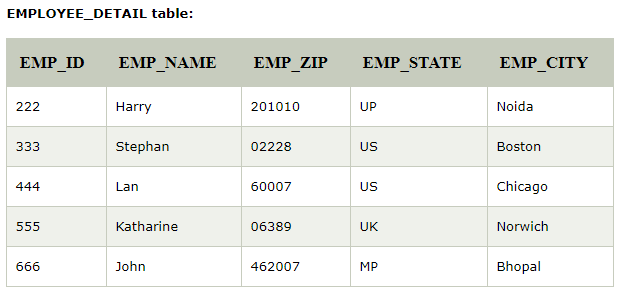 EMPLOYEE_DETAIL table:
EMP_ID EMP_NAME EMP_ZIP EMP_STATE EMP_CITY
222 Harry 201010 UP Noida
333 Stephan 02228 US Boston
444 Lan 60007 US Chicago
555 Katharine 06389 UK Norwich
666 John 462007 MP Bhopal